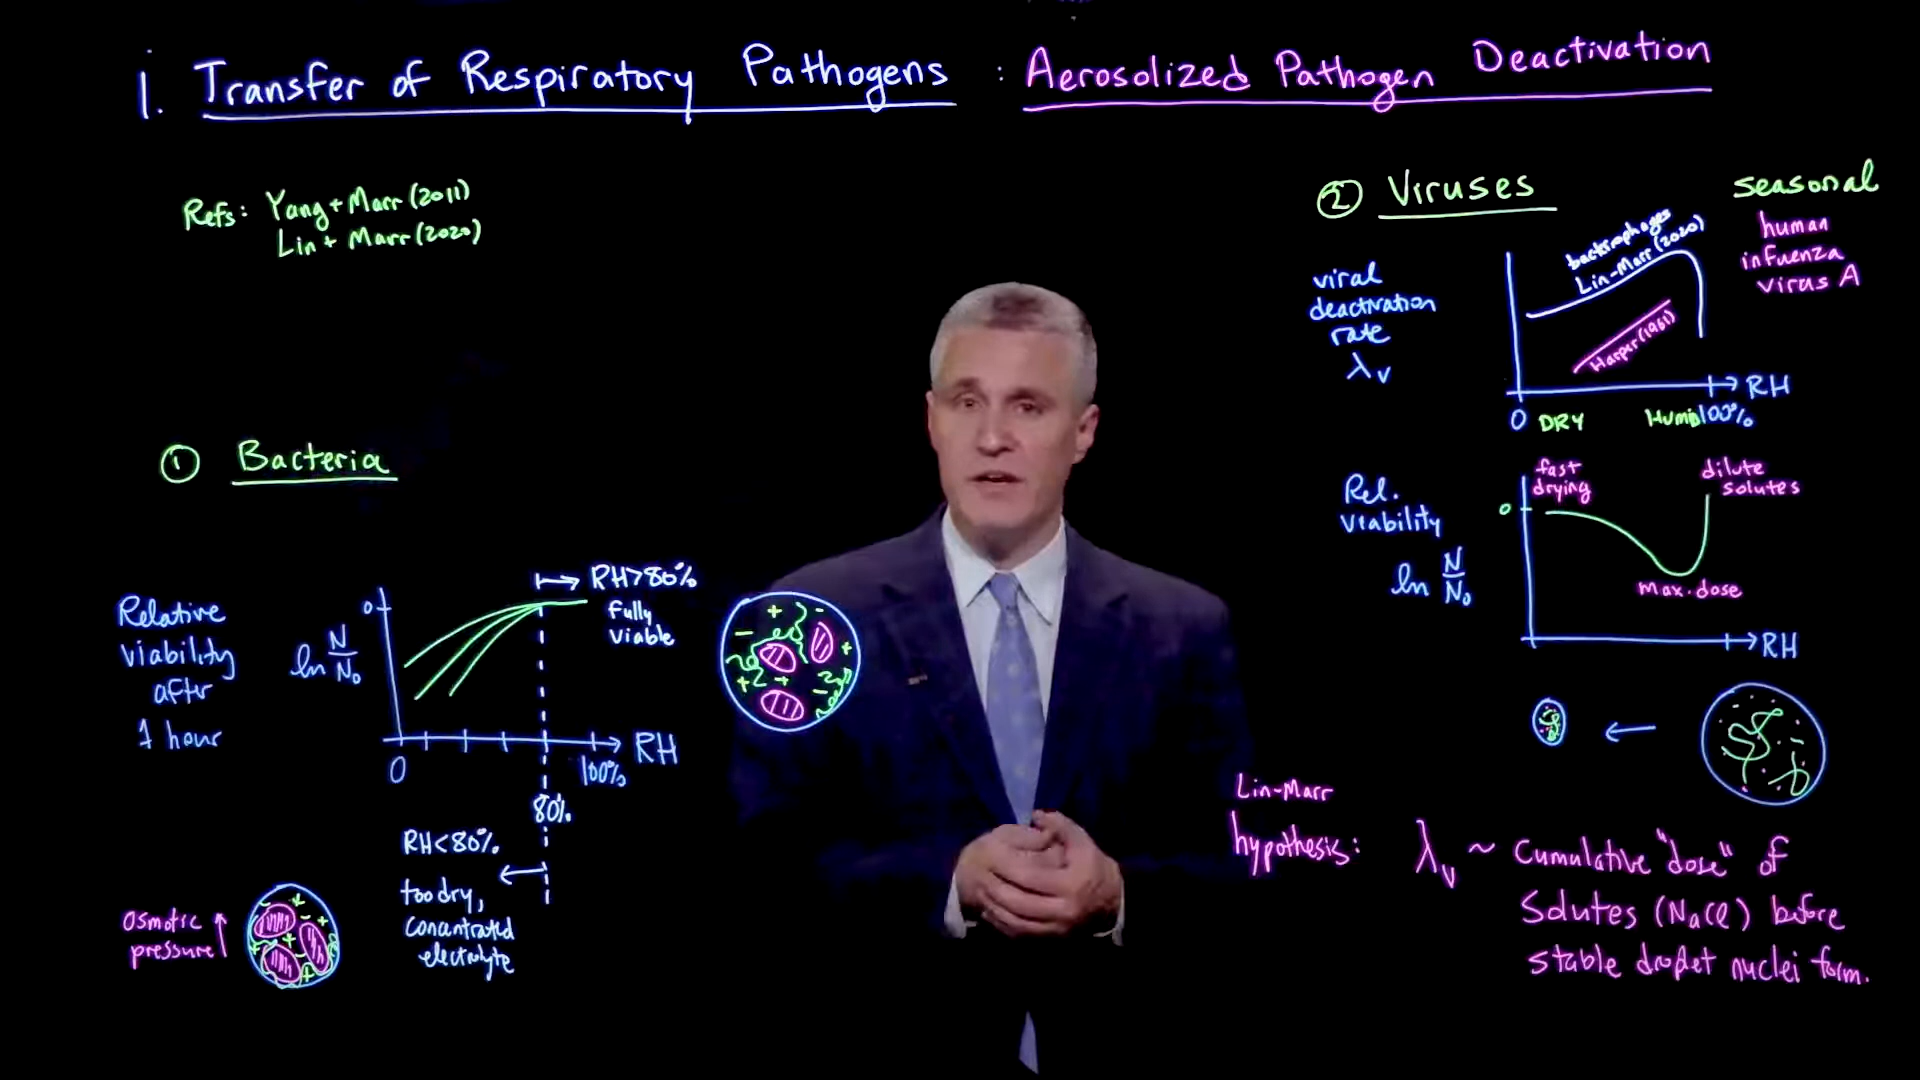 1. Transfer of Respiratory Pathogens : Aerosolized Pathogen Deactivation
Refs: Yang + Marr (2011)
Lin + Marr (2020)
① Bacteria
Relative
viability
after
1 hour
ln N/N₀
0
RH>80%
fully
viable
0
100%
RH
80%
RH<80%
too dry,
concentrated
electrolyte
osmotic
pressure ↑
② Viruses
seasonal
human
infuenza
virus A
viral
deactivation
rate
λv
bacteriophages
Lin-Marr (2020)
Harper (1961)
RH
0
DRY
Humid
100%
Rel.
viability
ln N/N₀
0
fast
drying
dilute
solutes
max. dose
RH
Lin-Marr
hypothesis:
λv ~ Cumulative "dose" of
Solutes (NaCl) before
stable droplet nuclei form.